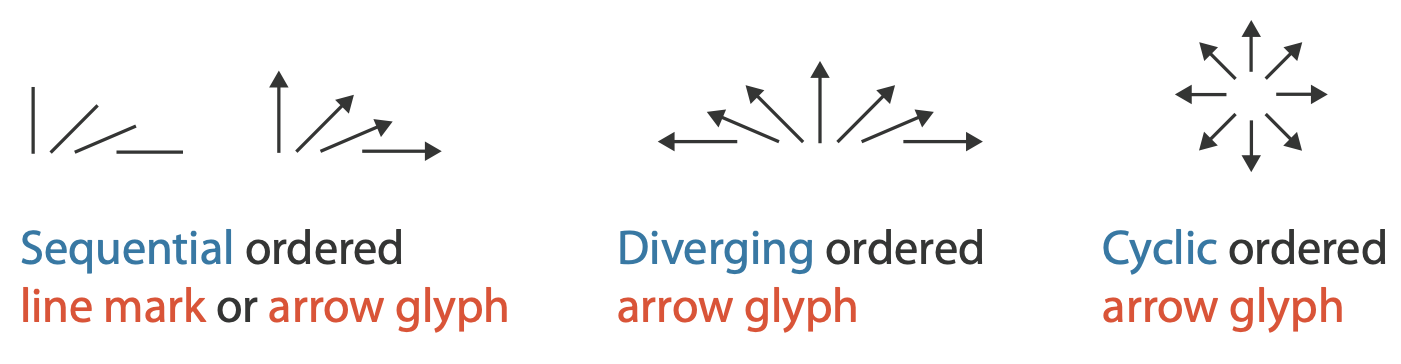 Sequential ordered
line mark or arrow glyph
Diverging ordered
arrow glyph
Cyclic ordered
arrow glyph